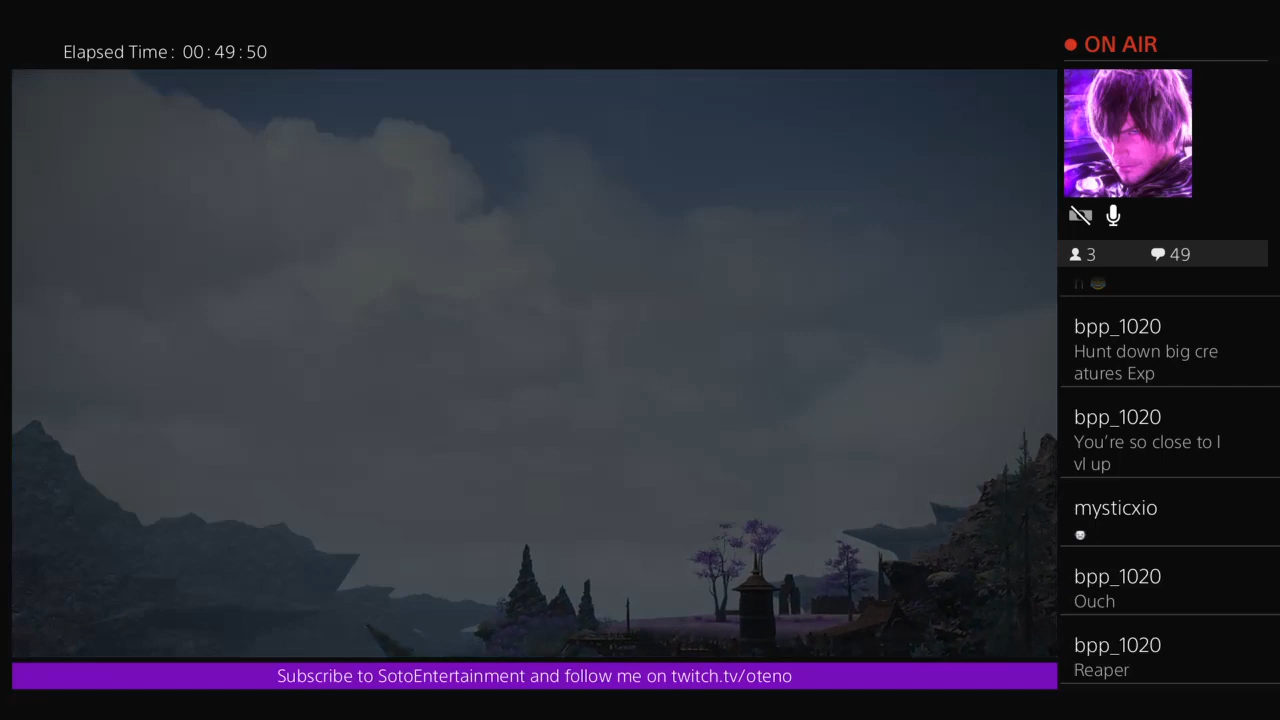 Elapsed Time: 00:49:50
ON AIR
3 49
n
bpp_1020
Hunt down big cre
atures Exp
bpp_1020
You're so close to l
vl up
mysticxio
bpp_1020
Ouch
bpp_1020
Reaper
Subscribe to SotoEntertainment and follow me on twitch.tv/oteno